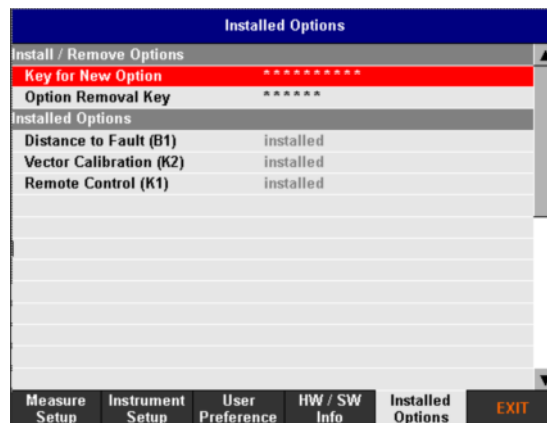 Installed Options
Install / Remove Options
Key for New Option **********
Option Removal Key ******
Installed Options
Distance to Fault (B1) installed
Vector Calibration (K2) installed
Remote Control (K1) installed
Measure Setup Instrument Setup User Preference HW / SW Info Installed Options EXIT